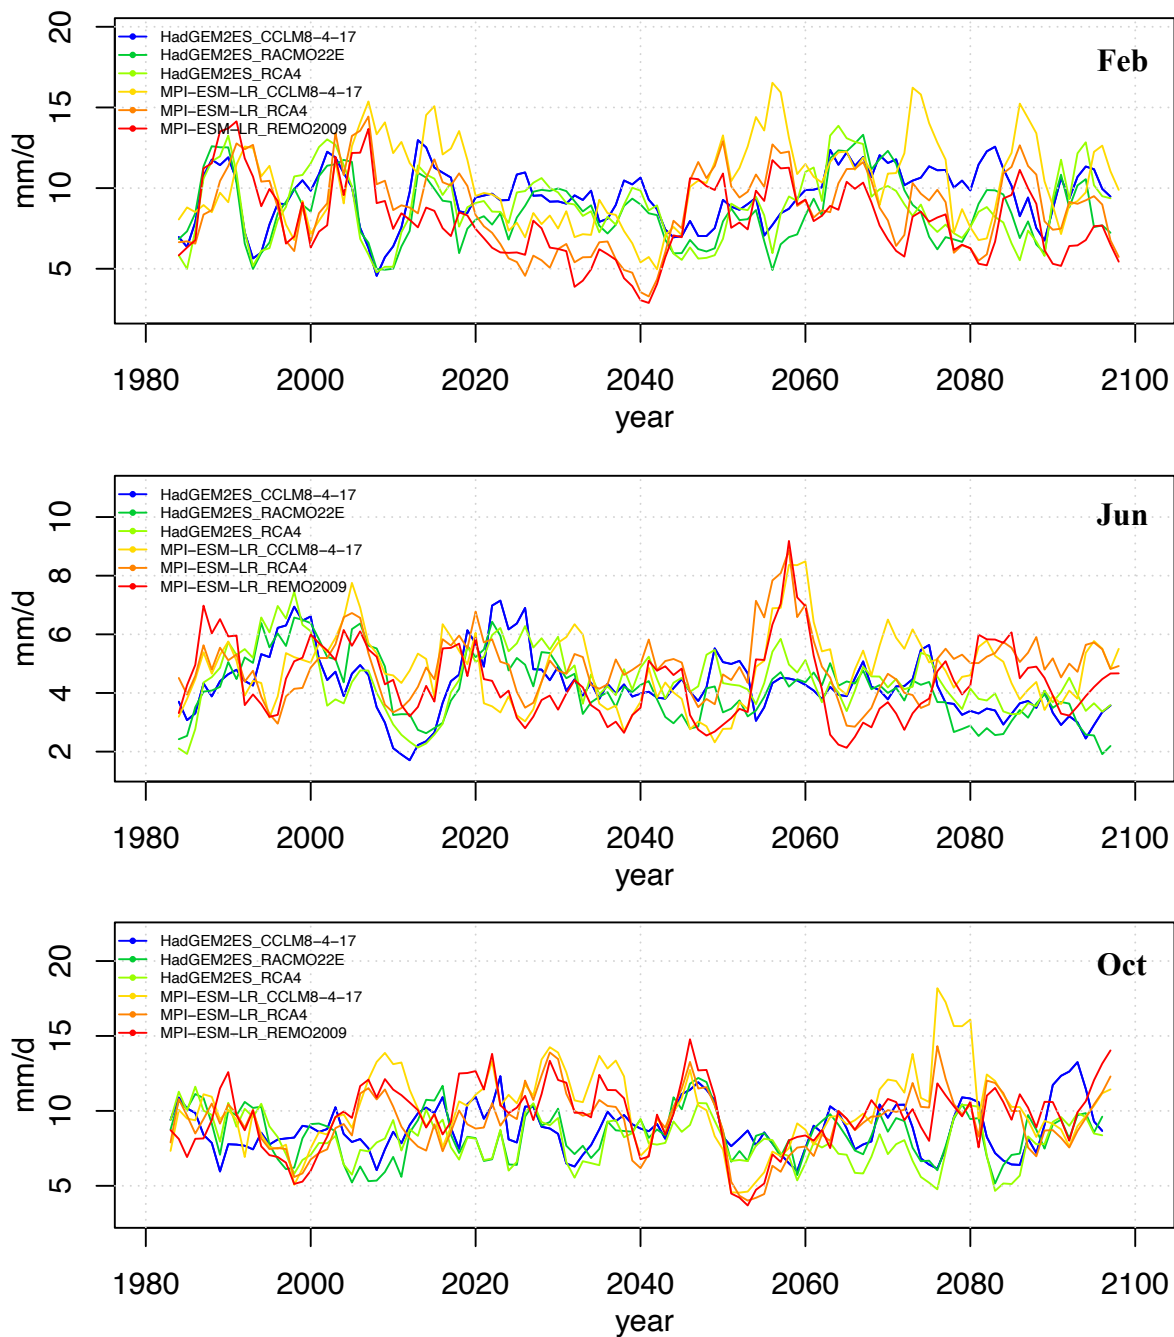 20
15
10
5
mm/d
HadGEM2ES_CCLM8-4-17
HadGEM2ES_RACMO22E
HadGEM2ES_RCA4
MPI-ESM-LR_CCLM8-4-17
MPI-ESM-LR_RCA4
MPI-ESM-LR_REMO2009
Feb
1980 2000 2020 2040 2060 2080 2100
year
10
8
6
4
2
mm/d
HadGEM2ES_CCLM8-4-17
HadGEM2ES_RACMO22E
HadGEM2ES_RCA4
MPI-ESM-LR_CCLM8-4-17
MPI-ESM-LR_RCA4
MPI-ESM-LR_REMO2009
Jun
1980 2000 2020 2040 2060 2080 2100
year
20
15
10
5
mm/d
HadGEM2ES_CCLM8-4-17
HadGEM2ES_RACMO22E
HadGEM2ES_RCA4
MPI-ESM-LR_CCLM8-4-17
MPI-ESM-LR_RCA4
MPI-ESM-LR_REMO2009
Oct
1980 2000 2020 2040 2060 2080 2100
year